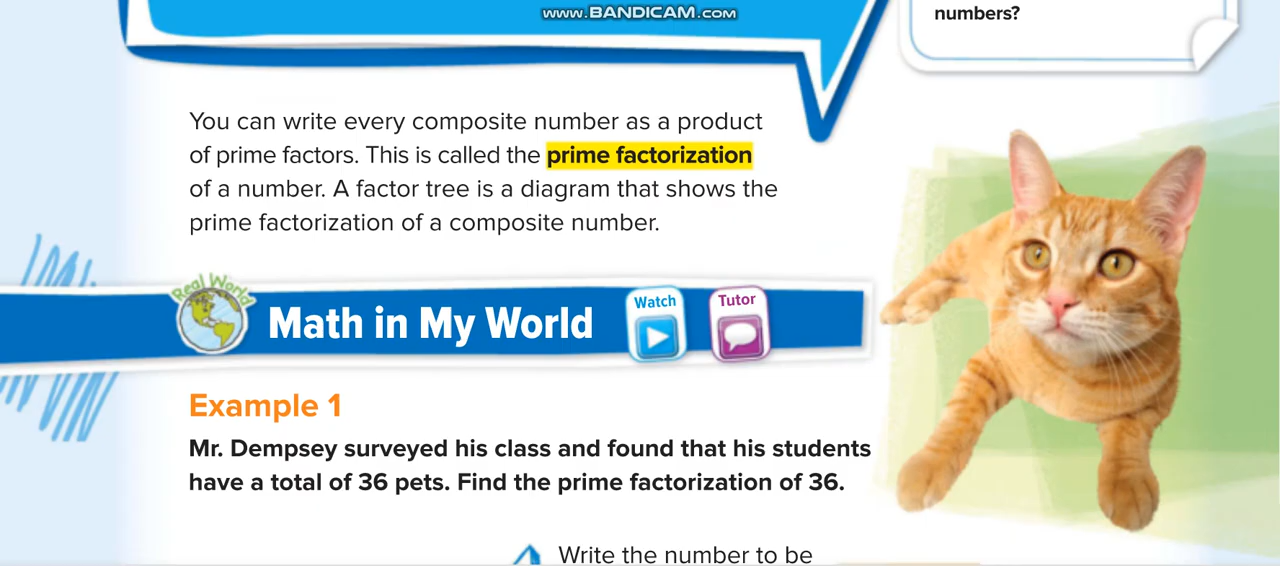 www.BANDICAM.com
numbers?
You can write every composite number as a product
of prime factors. This is called the prime factorization
of a number. A factor tree is a diagram that shows the
prime factorization of a composite number.
Real World
Math in My World
Watch
Tutor
Example 1
Mr. Dempsey surveyed his class and found that his students
have a total of 36 pets. Find the prime factorization of 36.
Write the number to be